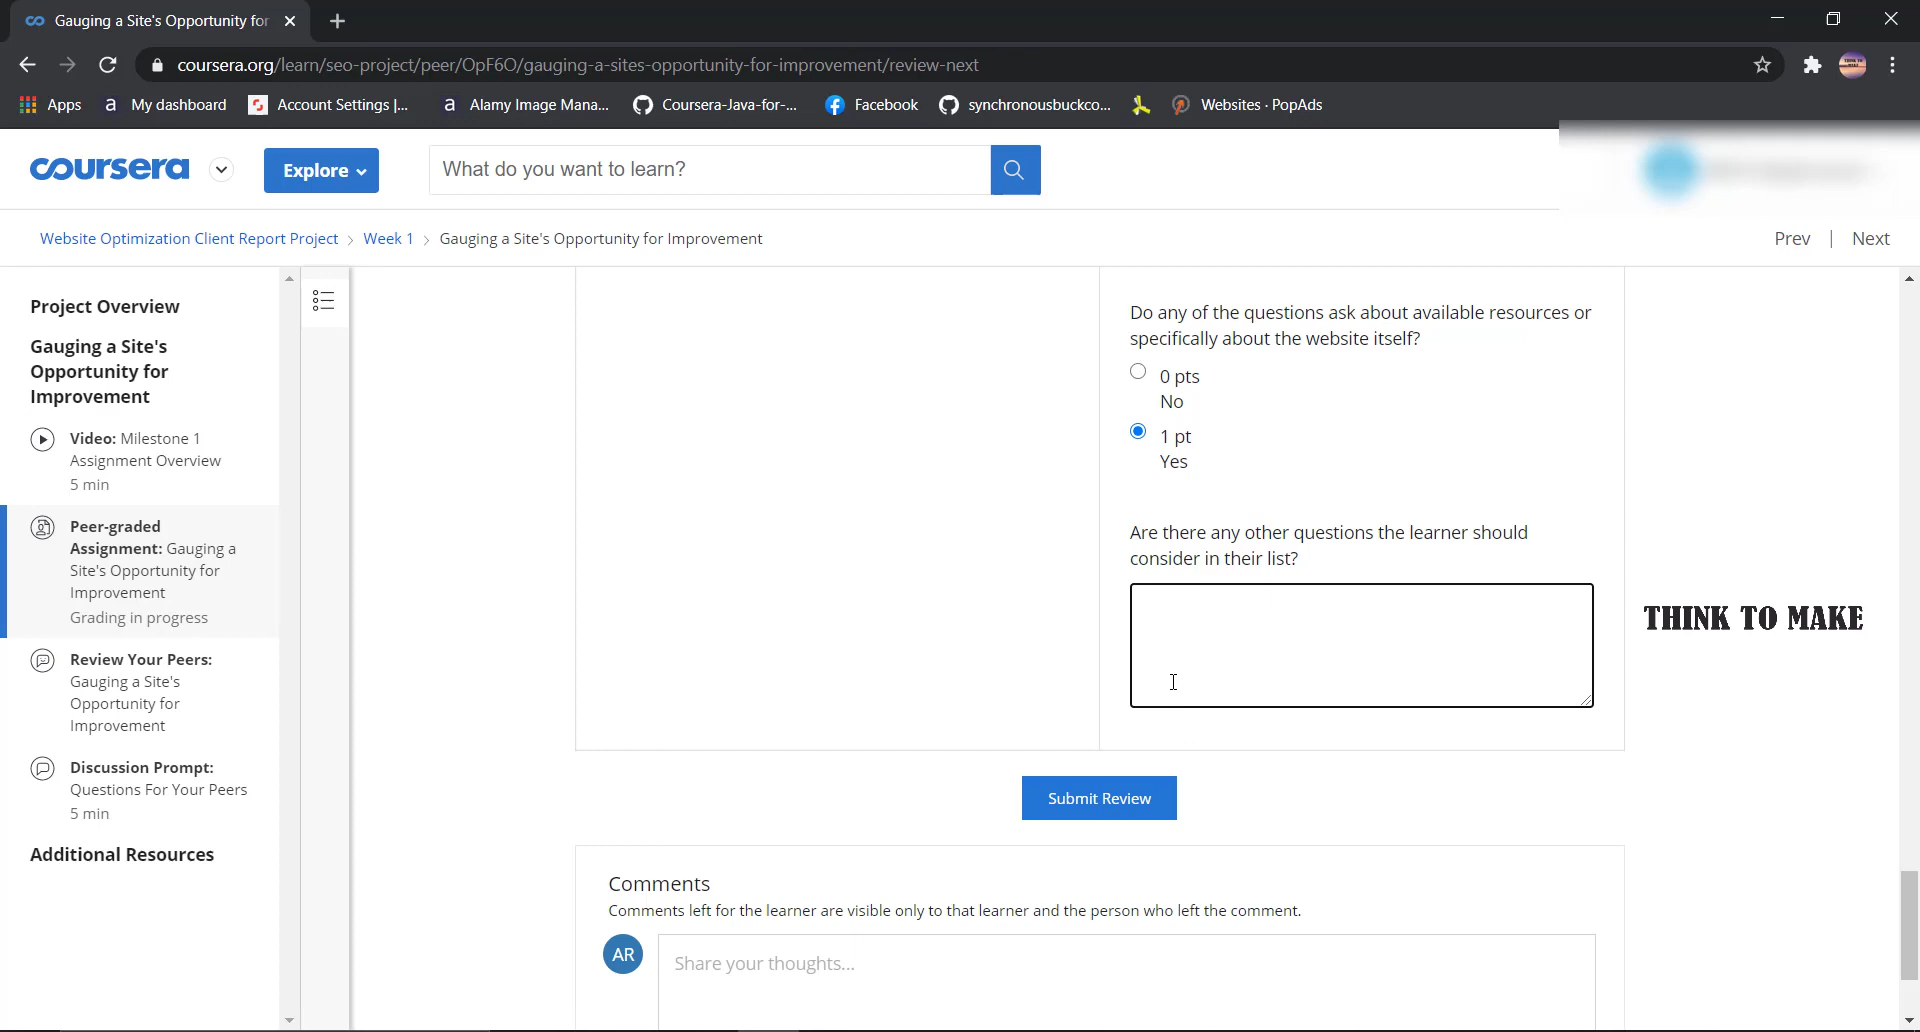 Gauging a Site's Opportunity for
coursera.org/learn/seo-project/peer/OpF6O/gauging-a-sites-opportunity-for-improvement/review-next
Apps
My dashboard
Account Settings |...
Alamy Image Mana...
Coursera-Java-for-...
Facebook
synchronousbuckco...
Websites · PopAds
coursera
Explore
What do you want to learn?
Website Optimization Client Report Project > Week 1 > Gauging a Site's Opportunity for Improvement
Prev | Next
Project Overview
Gauging a Site's
Opportunity for
Improvement
Video: Milestone 1
Assignment Overview
5 min
Peer-graded
Assignment: Gauging a
Site's Opportunity for
Improvement
Grading in progress
Review Your Peers:
Gauging a Site's
Opportunity for
Improvement
Discussion Prompt:
Questions For Your Peers
5 min
Additional Resources
Do any of the questions ask about available resources or
specifically about the website itself?
0 pts
No
1 pt
Yes
Are there any other questions the learner should
consider in their list?
THINK TO MAKE
Submit Review
Comments
Comments left for the learner are visible only to that learner and the person who left the comment.
AR
Share your thoughts...